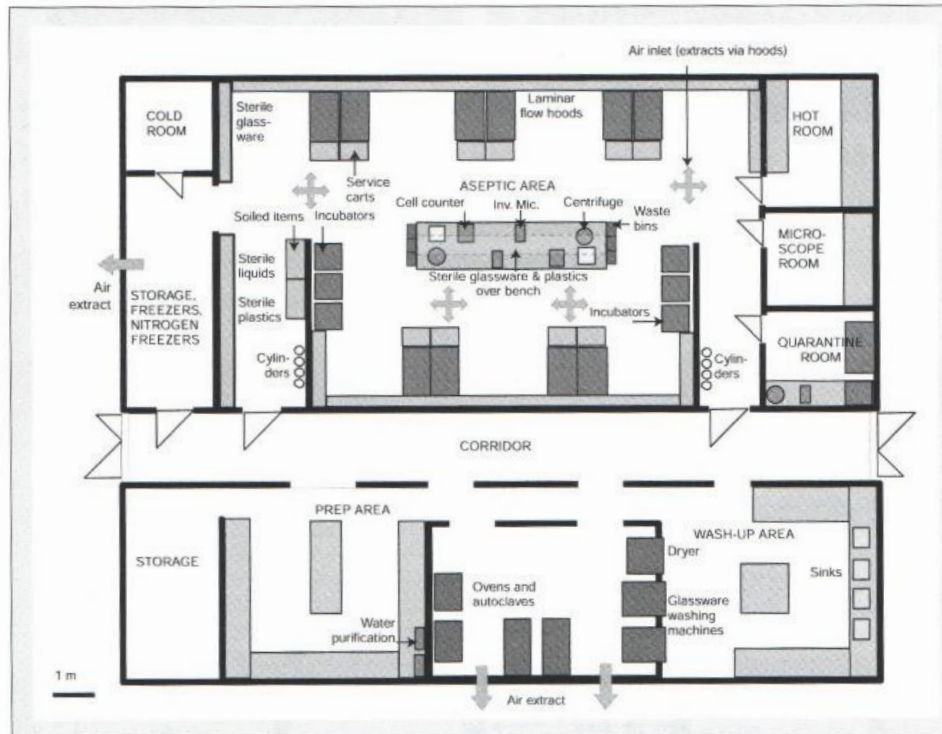 Air inlet (extracts via hoods)
COLD
ROOM
Sterile
glass-
ware
Laminar
flow hoods
HOT
ROOM
Service
carts
ASEPTIC AREA
Soiled items
Incubators
Cell counter
Inv. Mic.
Centrifuge
Waste
bins
MICRO-
SCOPE
ROOM
Sterile
liquids
Sterile
plastics
Sterile glassware & plastics
over bench
Air
extract
STORAGE,
FREEZERS,
NITROGEN
FREEZERS
Incubators
QUARANTINE
ROOM
Cylin-
ders
Cylin-
ders
CORRIDOR
PREP AREA
WASH-UP AREA
STORAGE
Dryer
Sinks
Ovens and
autoclaves
Glassware
washing
machines
Water
purification
1 m
Air extract